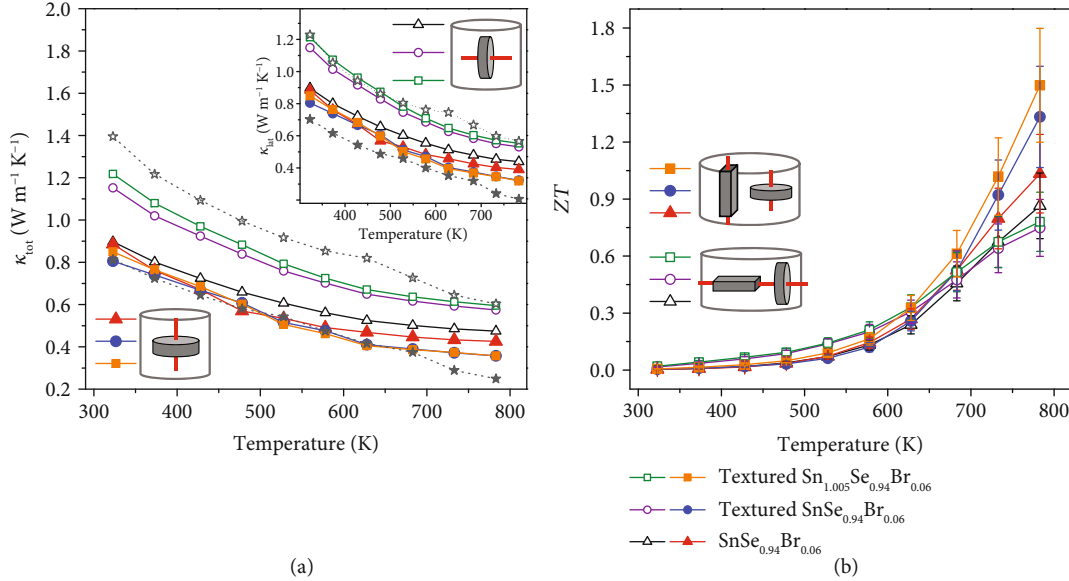 (a)
2.0
1.8
1.6
1.4
1.2
1.0
0.8
0.6
0.4
0.2
κtot (W m−1 K−1)
300 400 500 600 700 800
Temperature (K)
1.2
1.0
0.8
0.6
0.4
κlat (W m−1 K−1)
400 500 600 700
Temperature (K)
(b)
1.8
1.5
1.2
0.9
0.6
0.3
0.0
ZT
300 400 500 600 700 800
Temperature (K)
Textured Sn1.005Se0.94Br0.06
Textured SnSe0.94Br0.06
SnSe0.94Br0.06
(a)
(b)